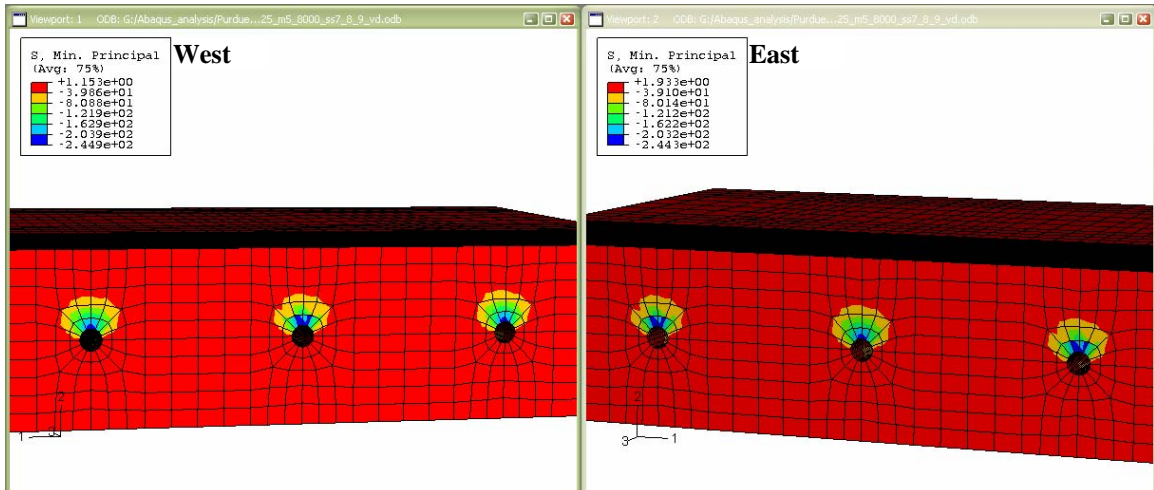 Viewport: 1 ODB: G:/Abaqus_analysis/Purdue...25_m5_8000_ss7_8_9_vd.odb
West
S, Min. Principal
(Avg: 75%)
+1.153e+00
-3.986e+01
-8.088e+01
-1.219e+02
-1.629e+02
-2.039e+02
-2.449e+02
2
1
3
Viewport: 2 ODB: G:/Abaqus_analysis/Purdue...25_m5_8000_ss7_8_9_vd.odb
East
S, Min. Principal
(Avg: 75%)
+1.933e+00
-3.910e+01
-8.014e+01
-1.212e+02
-1.622e+02
-2.032e+02
-2.443e+02
2
3
1